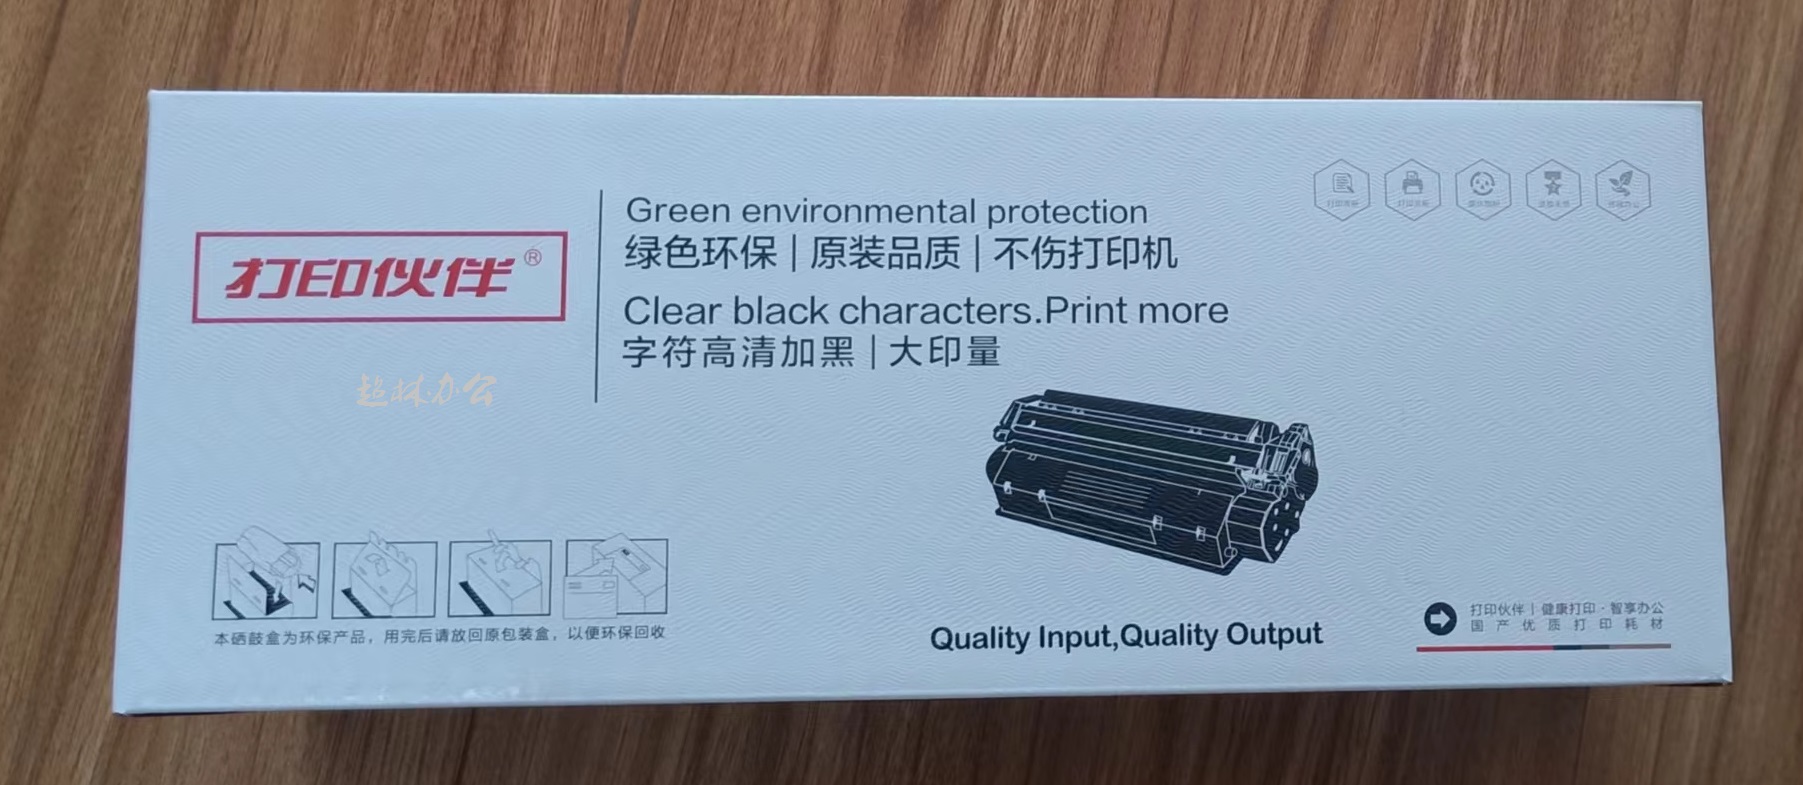 打印伙伴®
超林办公
Green environmental protection
绿色环保|原装品质|不伤打印机
Clear black characters.Print more
字符高清加黑|大印量
本硒鼓盒为环保产品，用完后请放回原包装盒，以便环保回收
Quality Input,Quality Output
打印伙伴|健康打印·智享办公
国产优质打印耗材